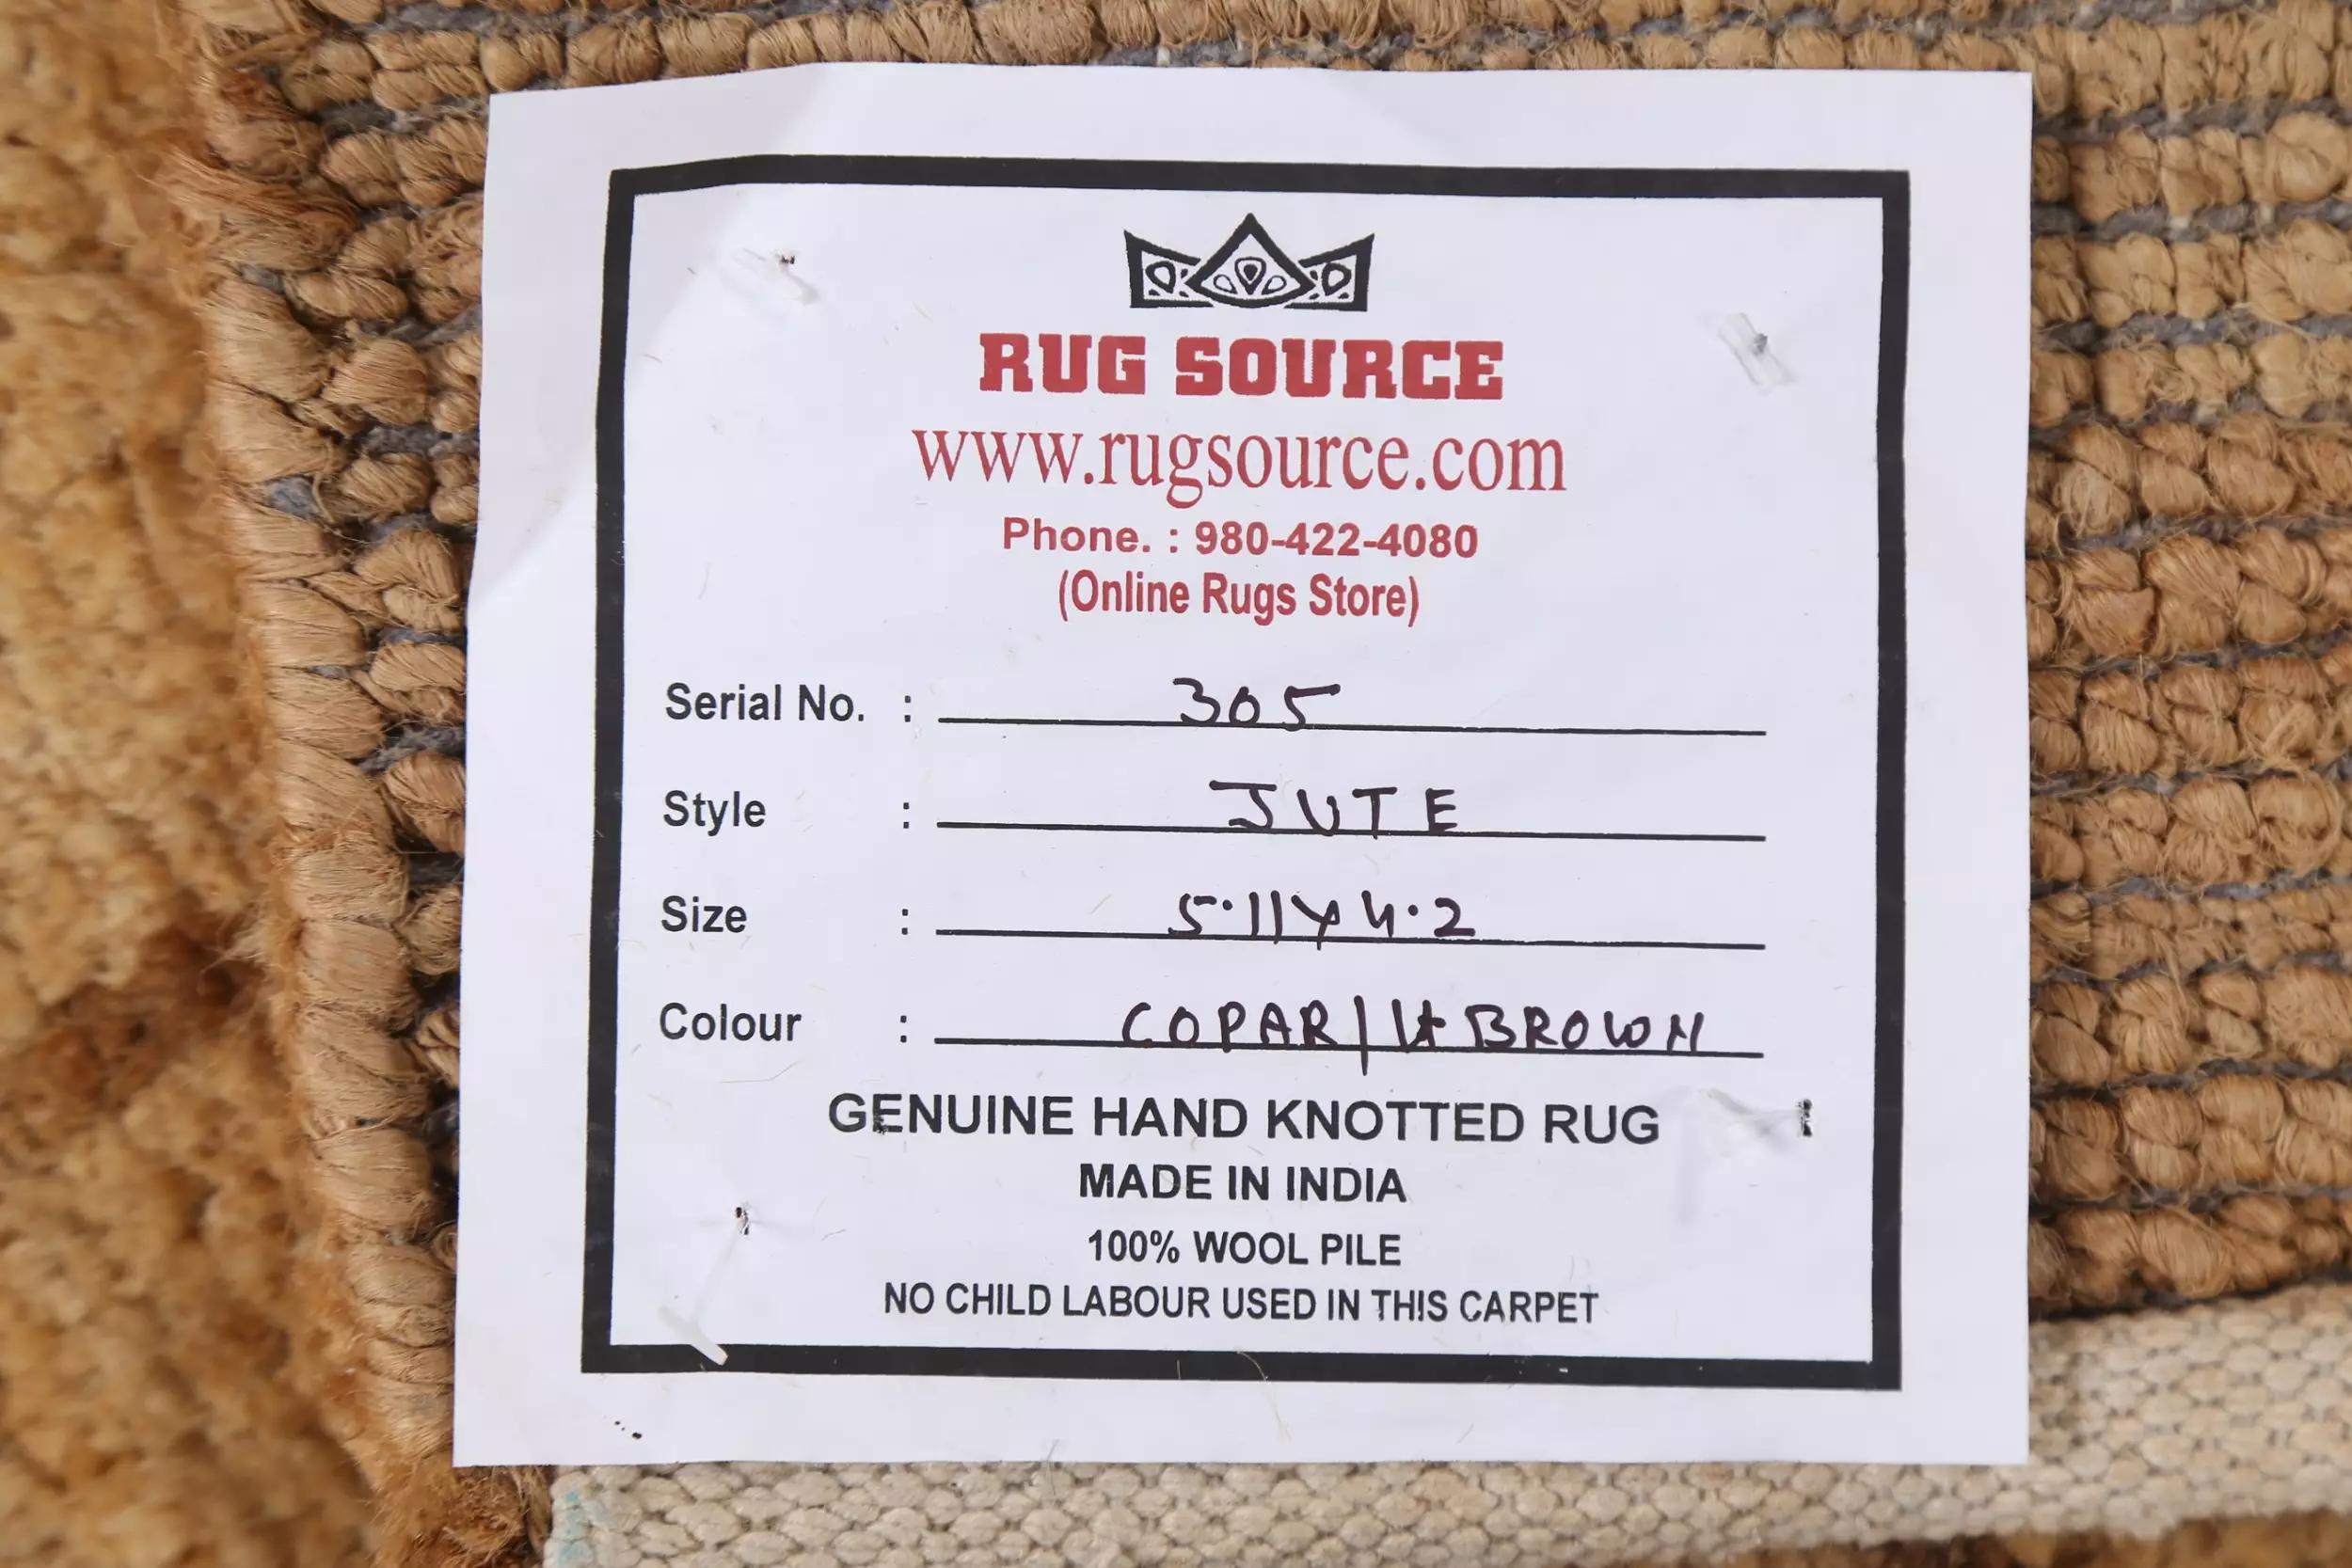 RUG SOURCE
www.rugsource.com
Phone. : 980-422-4080
(Online Rugs Store)
Serial No. : 305
Style : JUTE
Size : 5·11x4·2
Colour : COPAR/Lt BROWN
GENUINE HAND KNOTTED RUG
MADE IN INDIA
100% WOOL PILE
NO CHILD LABOUR USED IN THIS CARPET